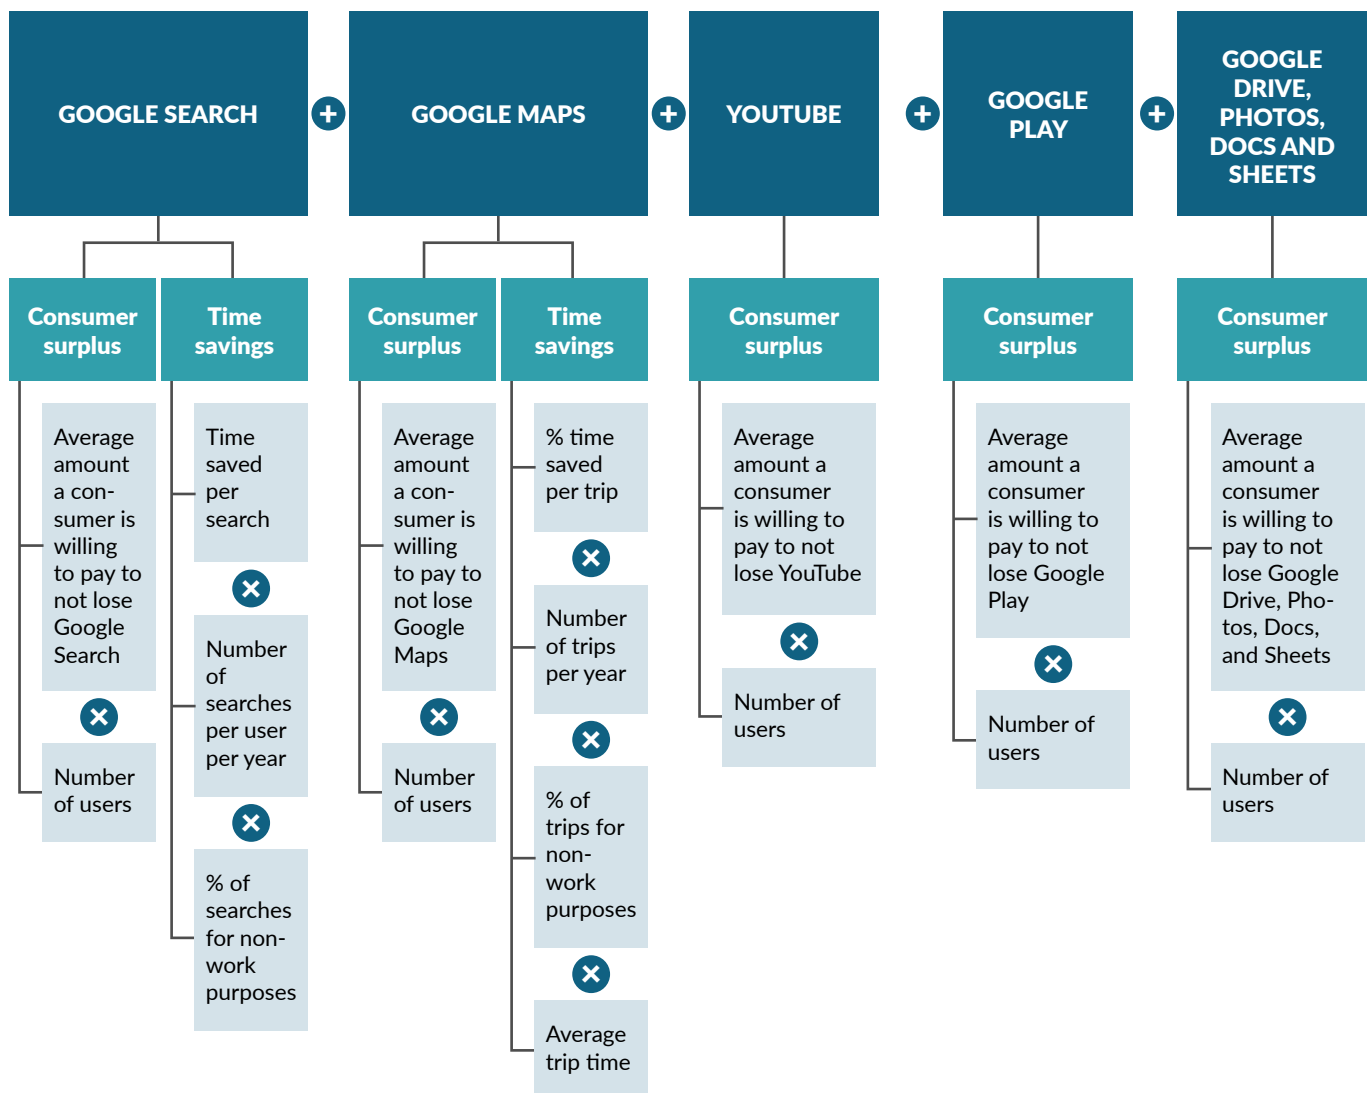 GOOGLE SEARCH
+
GOOGLE MAPS
+
YOUTUBE
+
GOOGLE
PLAY
+
GOOGLE
DRIVE,
PHOTOS,
DOCS AND
SHEETS
Consumer
surplus
Time
savings
Consumer
surplus
Time
savings
Consumer
surplus
Consumer
surplus
Consumer
surplus
Average
amount
a con-
sumer is
willing
to pay to
not lose
Google
Search
×
Number
of users
Time
saved
per
search
×
Number
of
searches
per user
per year
×
% of
searches
for non-
work
purposes
Average
amount
a con-
sumer is
willing
to pay to
not lose
Google
Maps
×
Number
of users
% time
saved
per trip
×
Number
of trips
per year
×
% of
trips for
non-
work
purposes
×
Average
trip time
Average
amount a
consumer
is willing to
pay to not
lose YouTube
×
Number of
users
Average
amount a
consumer
is willing to
pay to not
lose Google
Play
×
Number of
users
Average
amount a
consumer
is willing to
pay to not
lose Google
Drive, Pho-
tos, Docs,
and Sheets
×
Number of
users